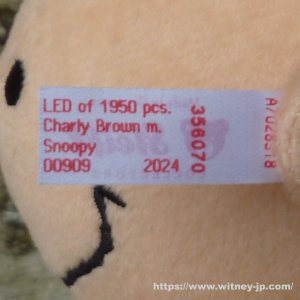 LED of 1950 pcs.
Charly Brown m.
Snoopy
00909 2024
356070
https://www.witney-jp.com/